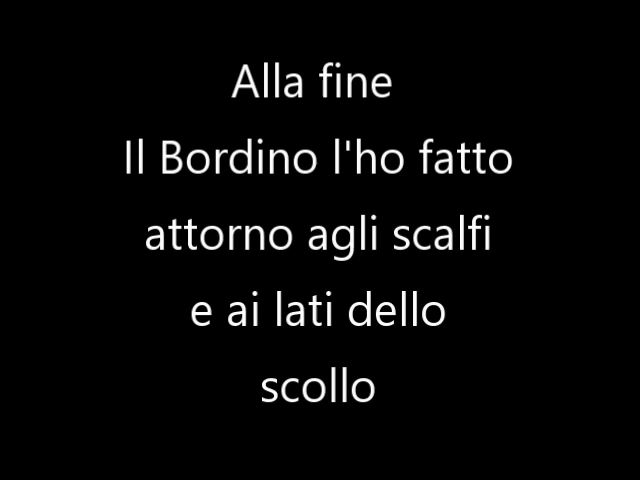 Alla fine
Il Bordino l'ho fatto
attorno agli scalfi
e ai lati dello
scollo